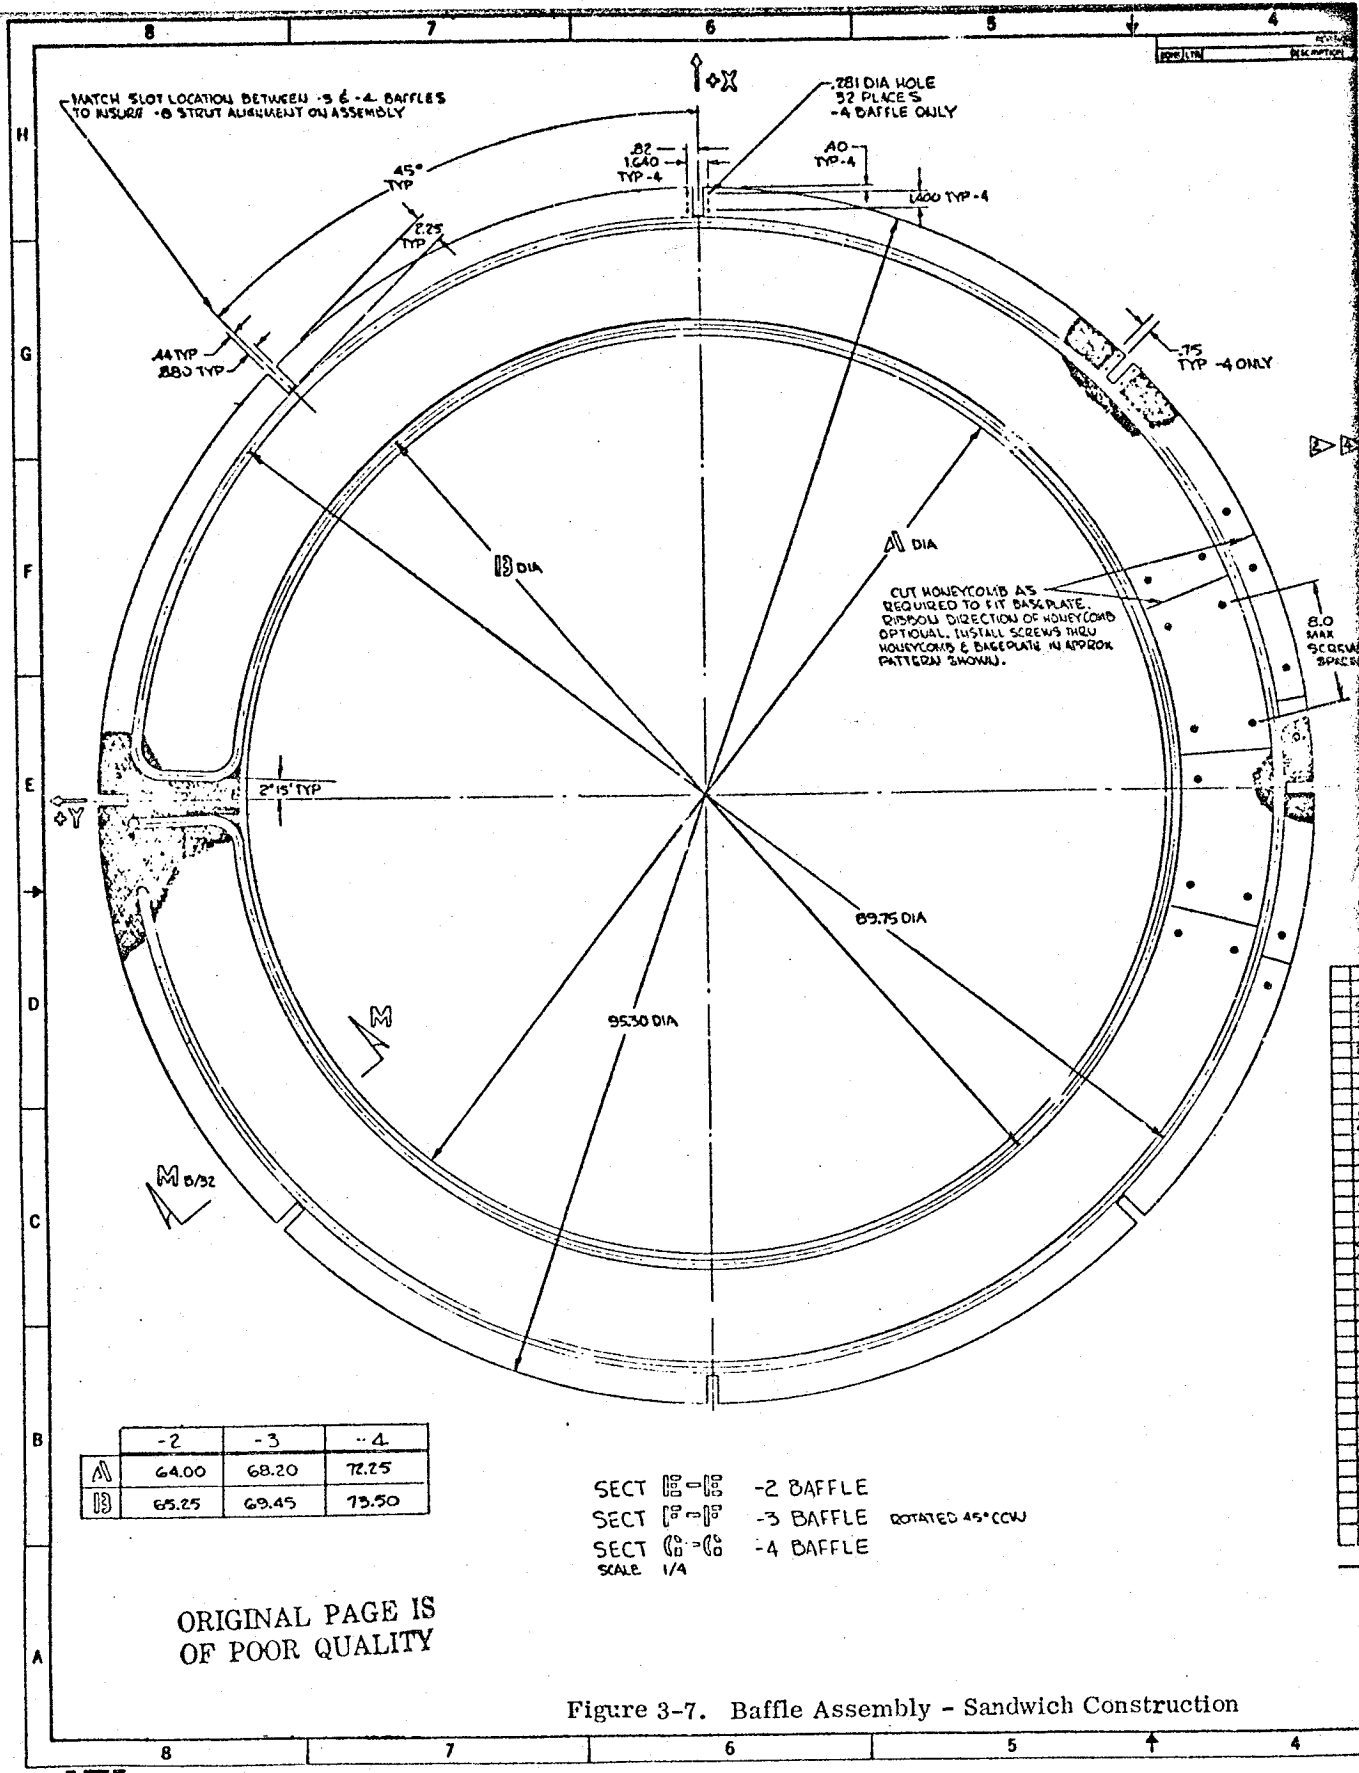 8 7 6 5 4
DESCRIPTION
+X
MATCH SLOT LOCATION BETWEEN -3 & -4 BAFFLES
TO INSURE -8 STRUT ALIGNMENT ON ASSEMBLY
.281 DIA HOLE
32 PLACES
-4 BAFFLE ONLY
H
.82
1.640
TYP -4
.40
TYP-4
1.400 TYP -4
45°
TYP
2.25
TYP
G
.44 TYP
.880 TYP
.75
TYP -4 ONLY
F
B DIA
A DIA
CUT HONEYCOMB AS
REQUIRED TO FIT BASEPLATE.
RIBBON DIRECTION OF HONEYCOMB
OPTIONAL. INSTALL SCREWS THRU
HONEYCOMB & BASEPLATE IN APPROX
PATTERN SHOWN.
8.0
MAX
E
2°15' TYP
+Y
89.75 DIA
D
M
95.30 DIA
M B/32
C
B
-2 -3 -4
A 64.00 68.20 72.25
B 65.25 69.45 73.50
SECT -2 BAFFLE
SECT -3 BAFFLE ROTATED 45° CCW
SECT -4 BAFFLE
SCALE 1/4
ORIGINAL PAGE IS
OF POOR QUALITY
A
Figure 3-7. Baffle Assembly - Sandwich Construction
8 7 6 5 4